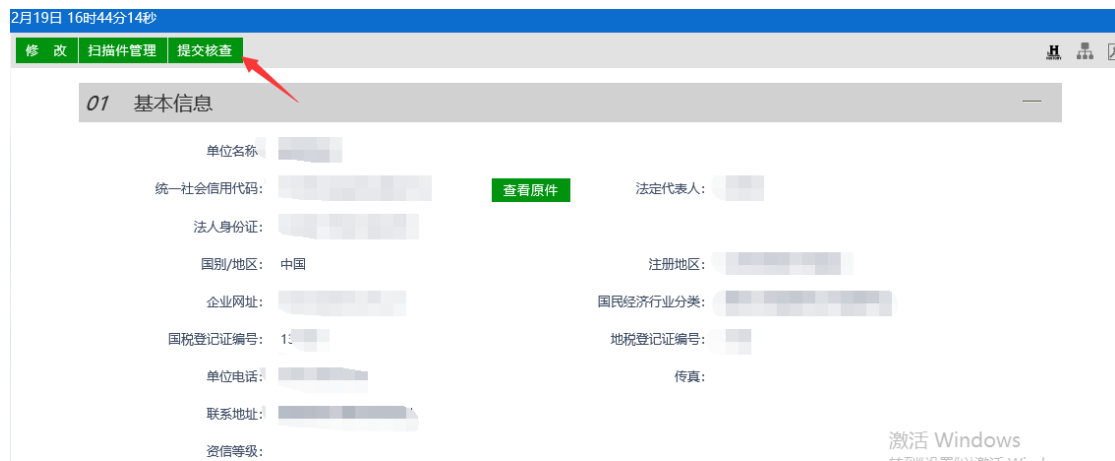 2月19日 16时44分14秒
修 改 扫描件管理 提交核查
01 基本信息
单位名称
统一社会信用代码: 查看原件 法定代表人:
法人身份证:
国别/地区: 中国 注册地区:
企业网址: 国民经济行业分类:
国税登记证编号: 13 地税登记证编号:
单位电话: 传真:
联系地址:
资信等级:
激活 Windows